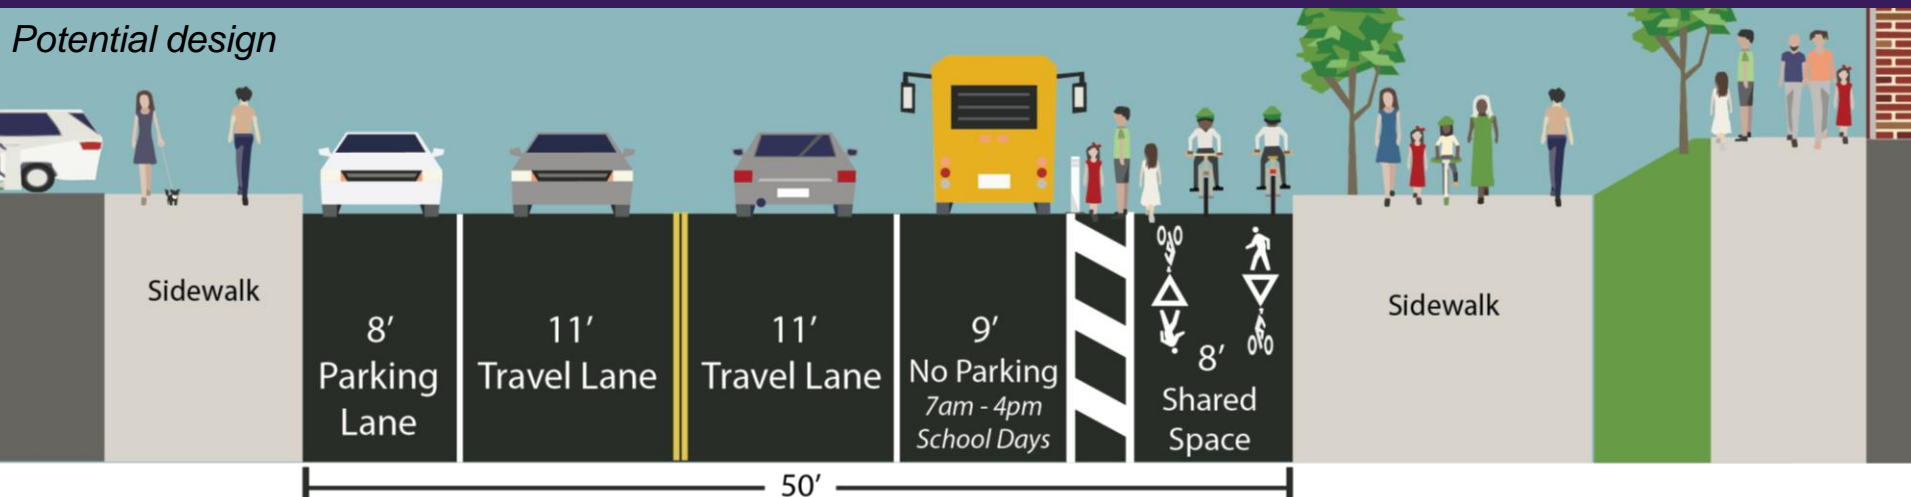 Potential design
Sidewalk
8'
Parking
Lane
11'
Travel Lane
11'
Travel Lane
9'
No Parking
7am - 4pm
School Days
8'
Shared
Space
Sidewalk
50'